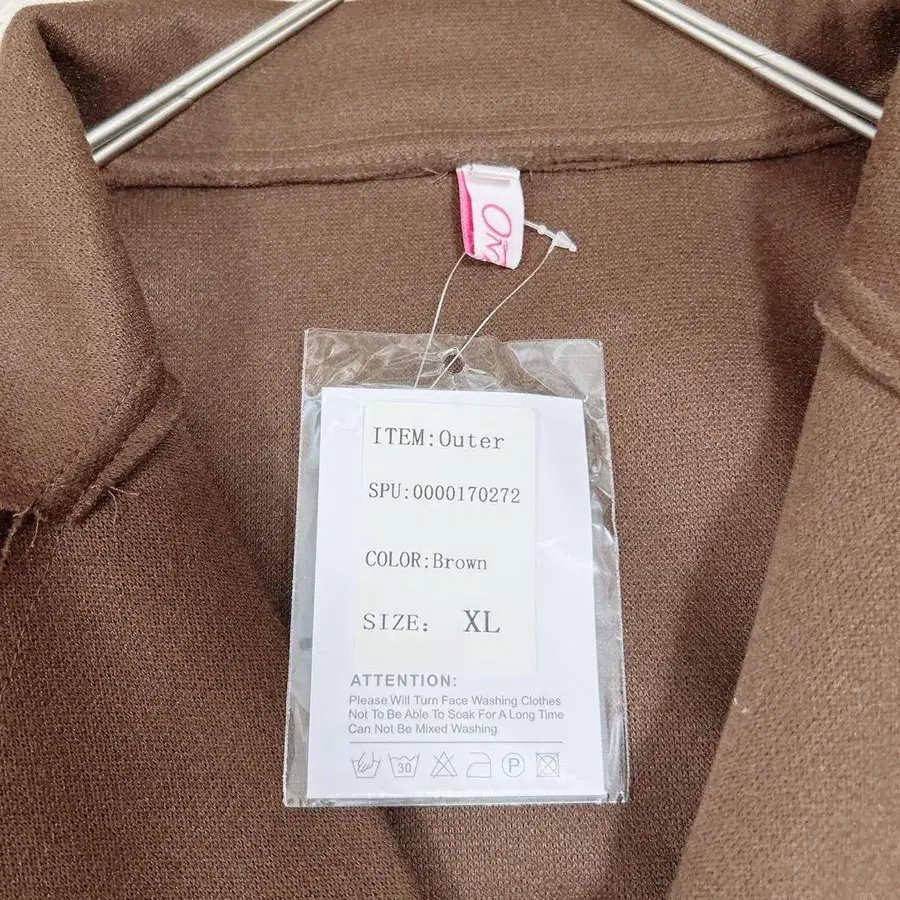 ITEM:Outer
SPU:0000170272
COLOR:Brown
SIZE: XL
ATTENTION:
Please Will Turn Face Washing Clothes
Not To Be Able To Soak For A Long Time
Can Not Be Mixed Washing
30
P